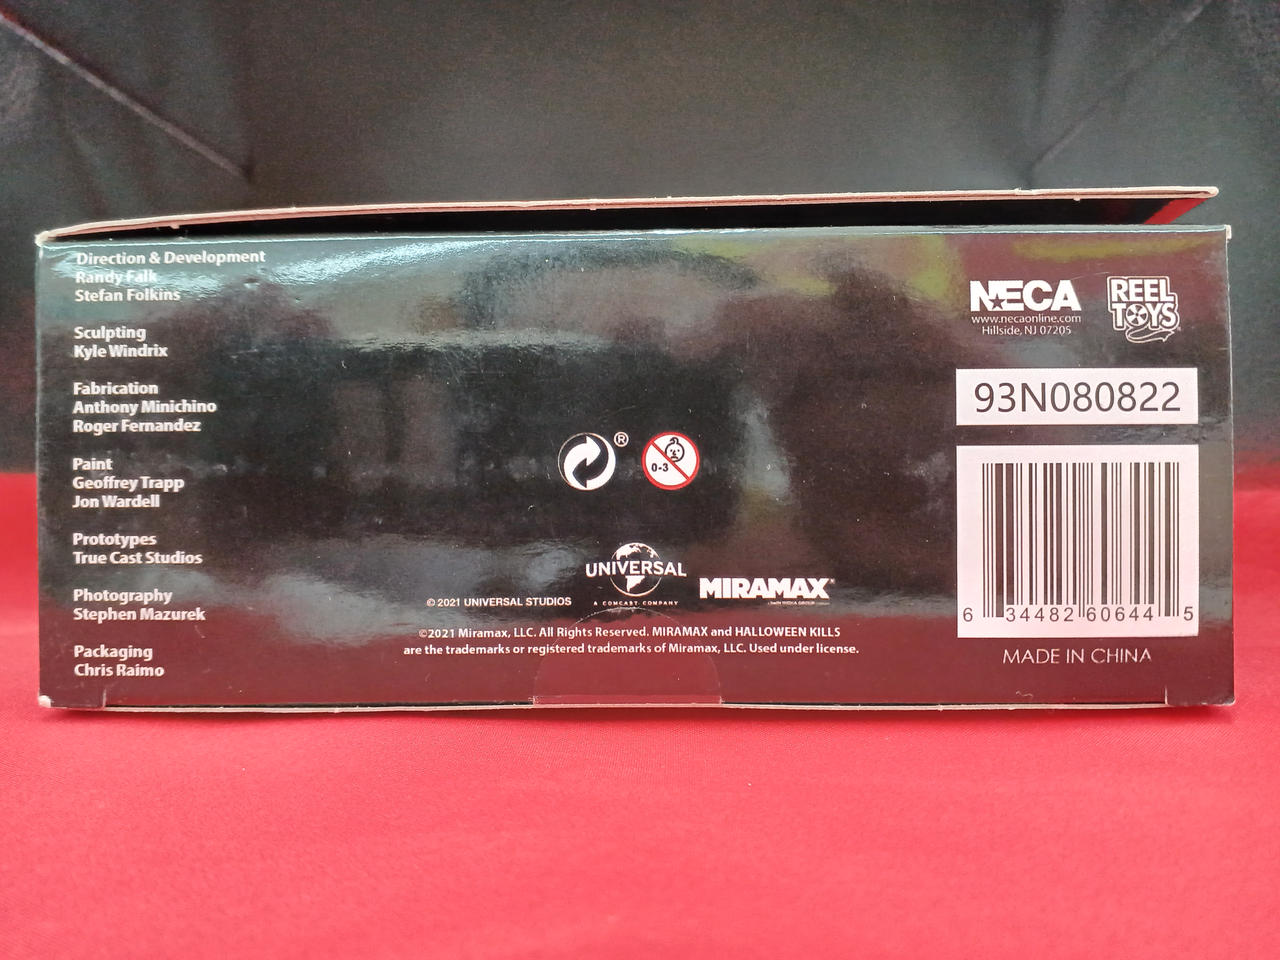 Direction & Development
Randy Falk
Stefan Folkins
Sculpting
Kyle Windrix
Fabrication
Anthony Minichino
Roger Fernandez
Paint
Geoffrey Trapp
Jon Wardell
Prototypes
True Cast Studios
Photography
Stephen Mazurek
Packaging
Chris Raimo
®
0-3
© 2021 UNIVERSAL STUDIOS
UNIVERSAL
A COMCAST COMPANY
MIRAMAX®
©2021 Miramax, LLC. All Rights Reserved. MIRAMAX and HALLOWEEN KILLS
are the trademarks or registered trademarks of Miramax, LLC. Used under license.
NECA
www.necaonline.com
Hillside, NJ 07205
REEL
TOYS
93N080822
6 34482 60644 5
MADE IN CHINA